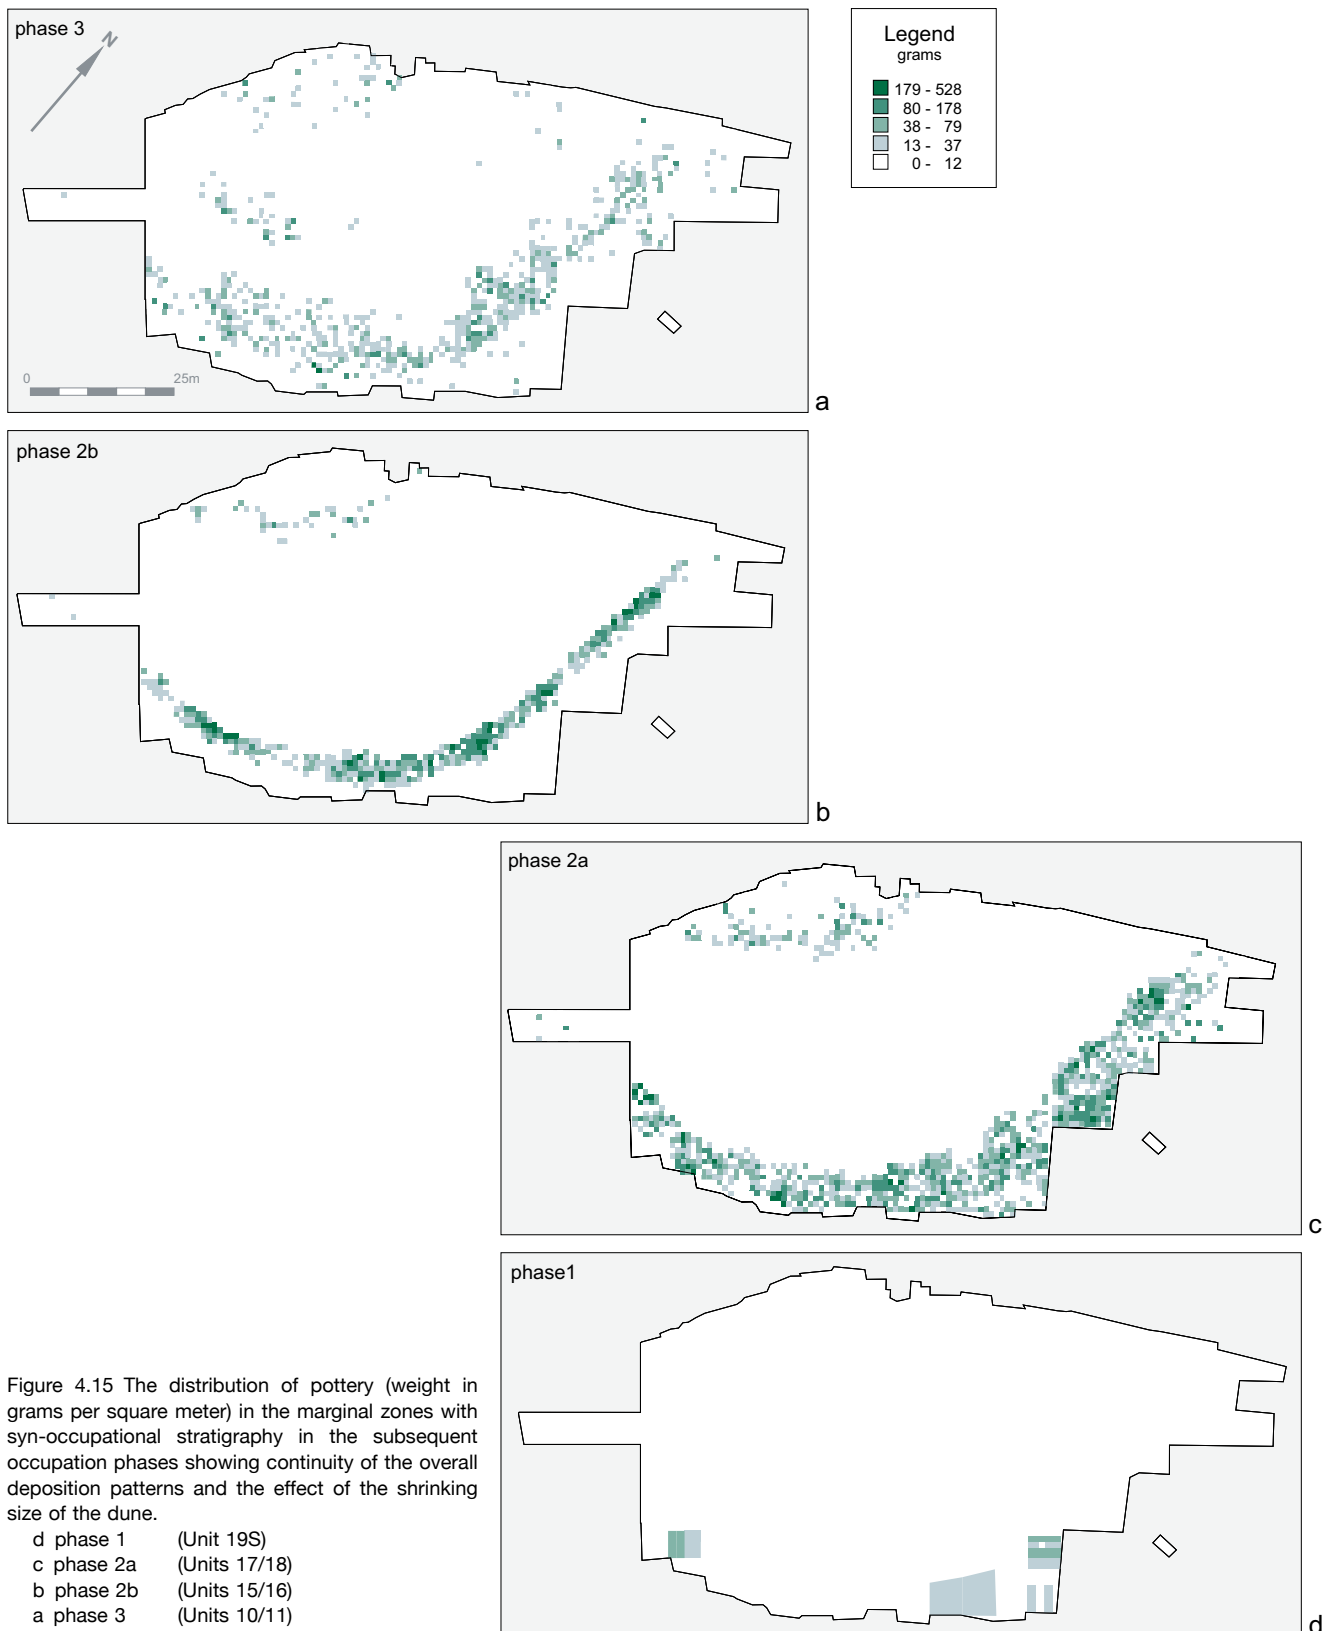 phase 3
N
0 25m
a
Legend
grams
179 - 528
80 - 178
38 - 79
13 - 37
0 - 12
phase 2b
b
phase 2a
c
phase1
d
Figure 4.15 The distribution of pottery (weight in
grams per square meter) in the marginal zones with
syn-occupational stratigraphy in the subsequent
occupation phases showing continuity of the overall
deposition patterns and the effect of the shrinking
size of the dune.
d phase 1 (Unit 19S)
c phase 2a (Units 17/18)
b phase 2b (Units 15/16)
a phase 3 (Units 10/11)